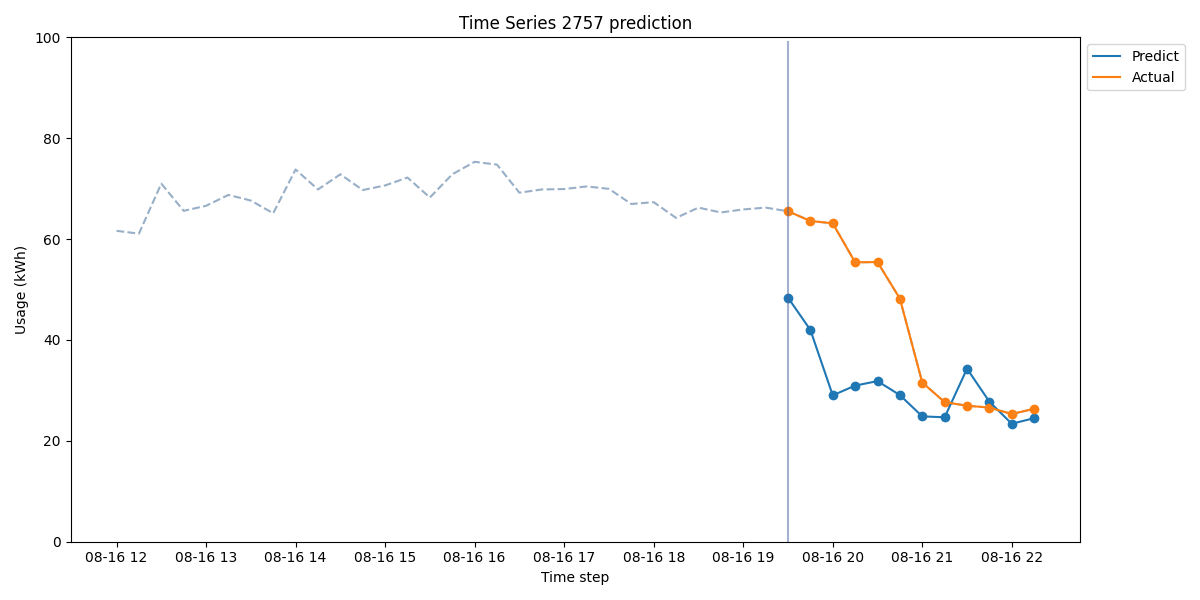 Time Series 2757 prediction
Predict
Actual
Usage (kWh)
100
80
60
40
20
0
08-16 12 08-16 13 08-16 14 08-16 15 08-16 16 08-16 17 08-16 18 08-16 19 08-16 20 08-16 21 08-16 22
Time step